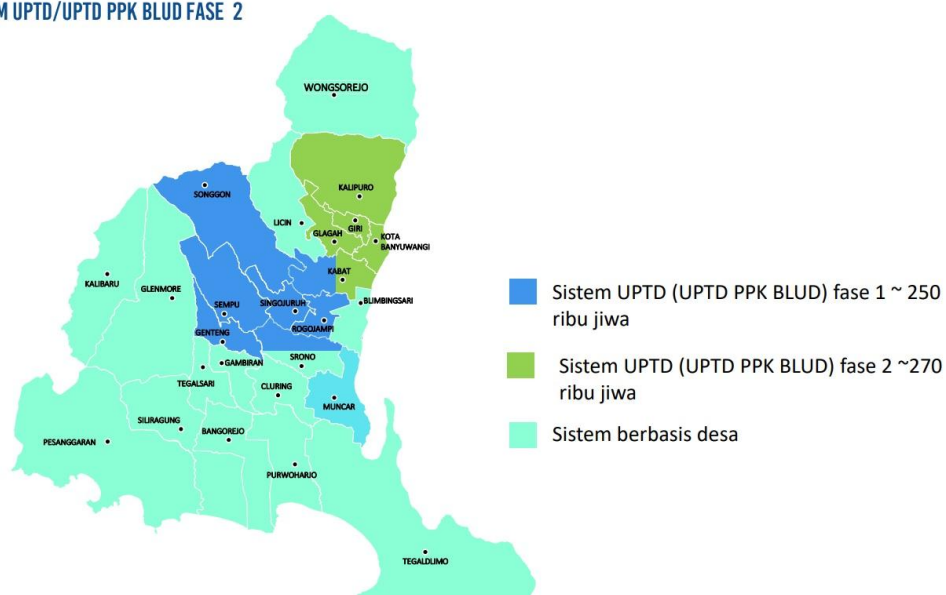 M UPTD/UPTD PPK BLUD FASE 2
WONGSOREJO
SONGGON
KALIPURO
LICIN
GIRI
GLAGAH
KOTA
BANYUWANGI
KABAT
KALIBARU
GLENMORE
BLIMBINGSARI
SEMPU
SINGOJURUH
ROGOJAMPI
GENTENG
SRONO
GAMBIRAN
TEGALSARI
CLURING
MUNCAR
SILIRAGUNG
BANGOREJO
PESANGGARAN
PURWOHARJO
TEGALDLIMO
Sistem UPTD (UPTD PPK BLUD) fase 1 ~ 250
ribu jiwa
Sistem UPTD (UPTD PPK BLUD) fase 2 ~270
ribu jiwa
Sistem berbasis desa